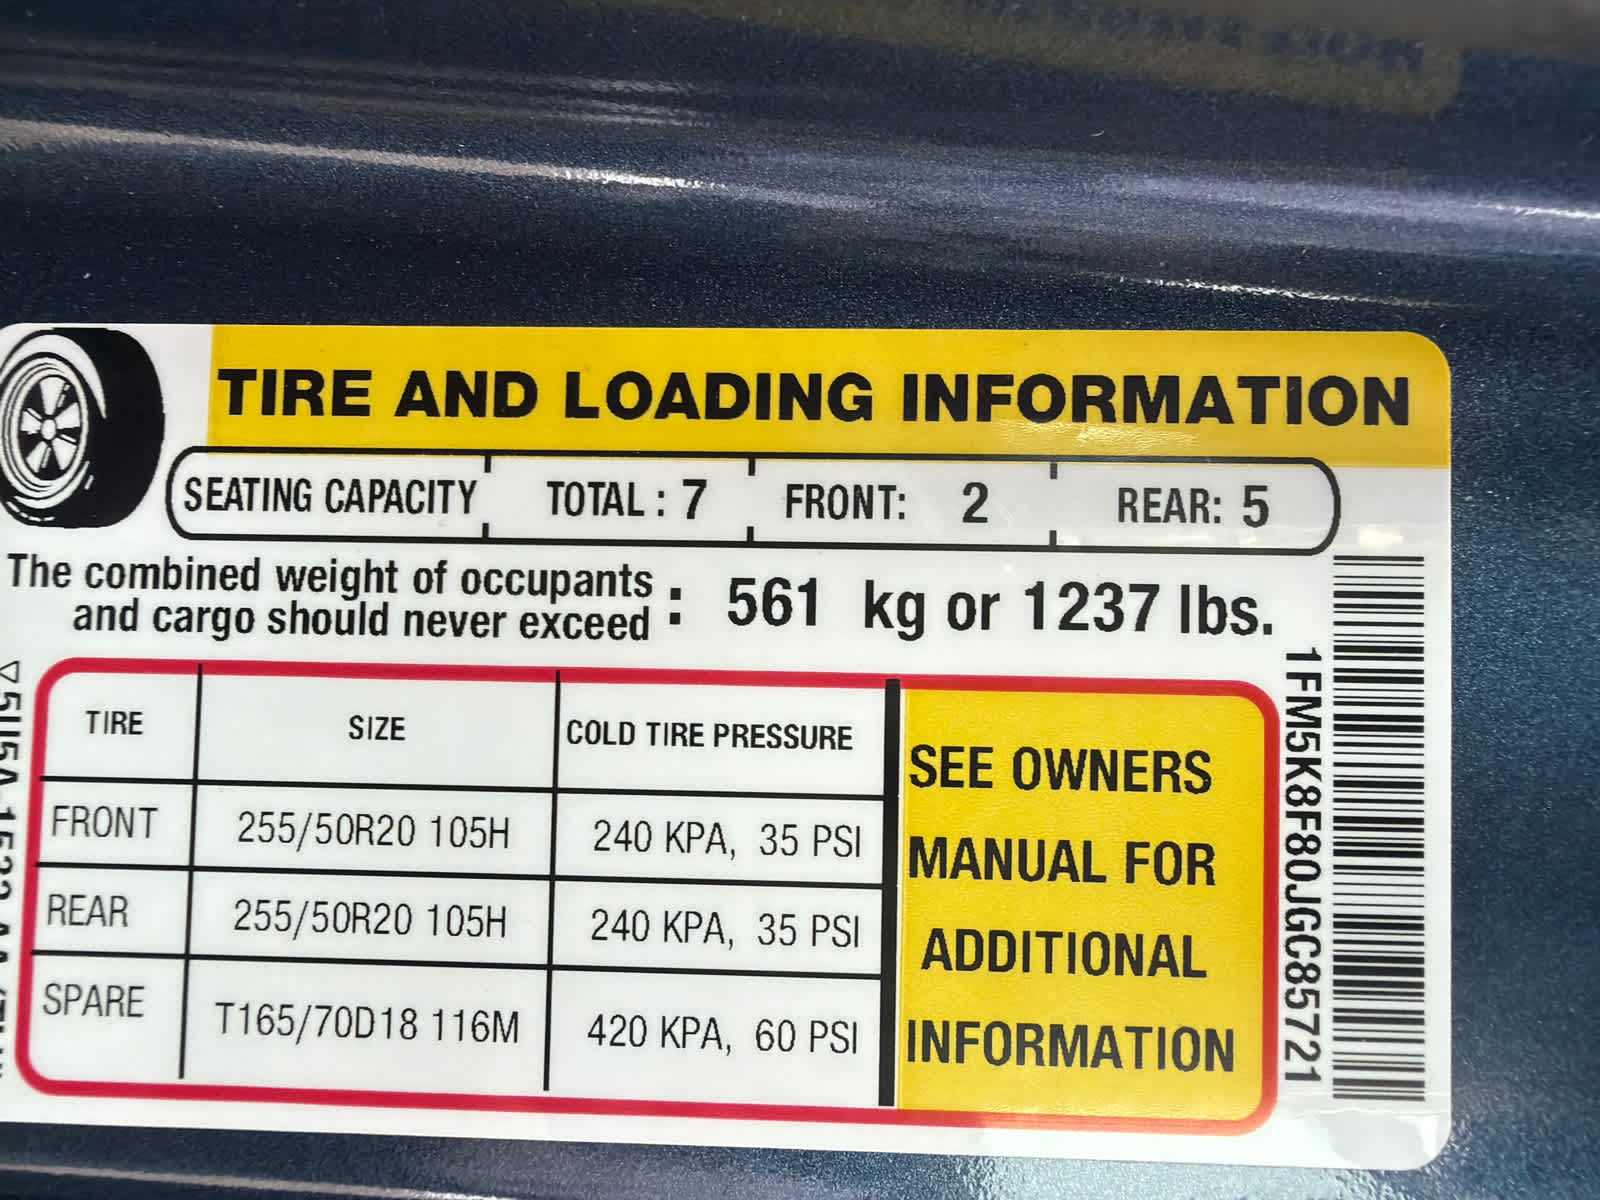 TIRE AND LOADING INFORMATION
SEATING CAPACITY TOTAL : 7 FRONT: 2 REAR: 5
The combined weight of occupants
and cargo should never exceed : 561 kg or 1237 lbs.
TIRE SIZE COLD TIRE PRESSURE
FRONT 255/50R20 105H 240 KPA, 35 PSI
REAR 255/50R20 105H 240 KPA, 35 PSI
SPARE T165/70D18 116M 420 KPA, 60 PSI
SEE OWNERS
MANUAL FOR
ADDITIONAL
INFORMATION
1FM5K8F80JGC85721